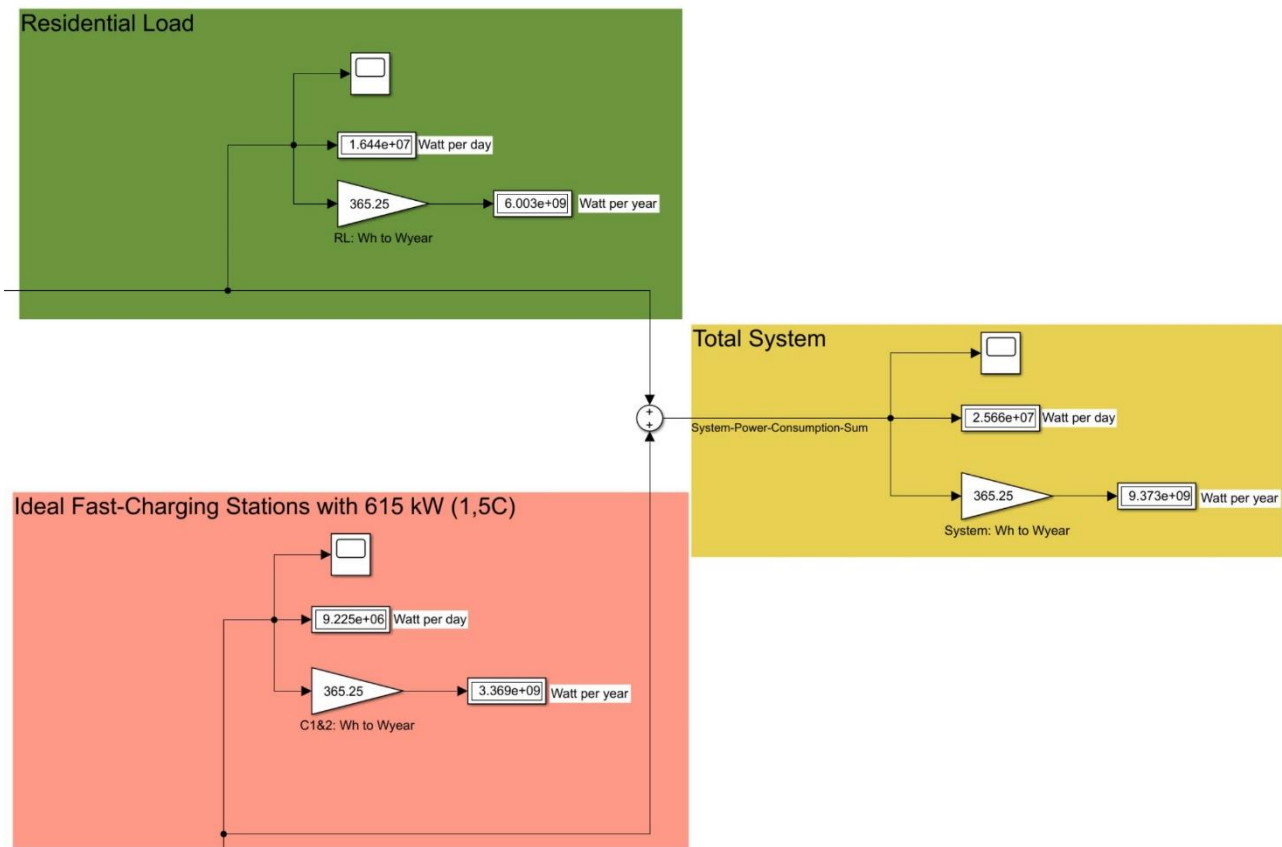 Residential Load
1.644e+07 Watt per day
365.25
6.003e+09 Watt per year
RL: Wh to Wyear
Total System
+
+
System-Power-Consumption-Sum
2.566e+07 Watt per day
365.25
9.373e+09 Watt per year
System: Wh to Wyear
Ideal Fast-Charging Stations with 615 kW (1,5C)
9.225e+06 Watt per day
365.25
3.369e+09 Watt per year
C1&2: Wh to Wyear